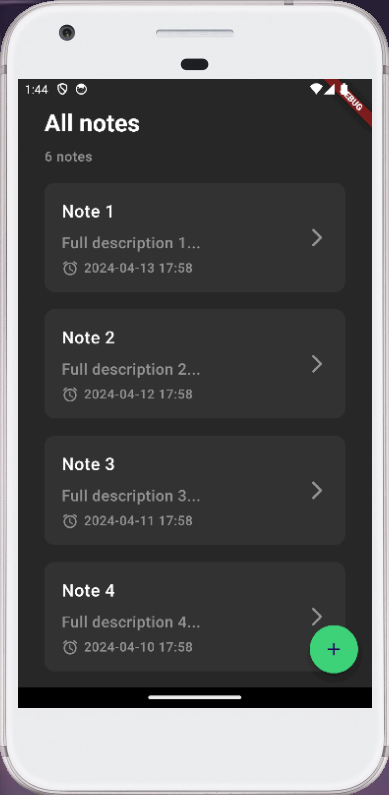 1:44
DEBUG
All notes
6 notes
Note 1
Full description 1...
2024-04-13 17:58
Note 2
Full description 2...
2024-04-12 17:58
Note 3
Full description 3...
2024-04-11 17:58
Note 4
Full description 4...
2024-04-10 17:58
+